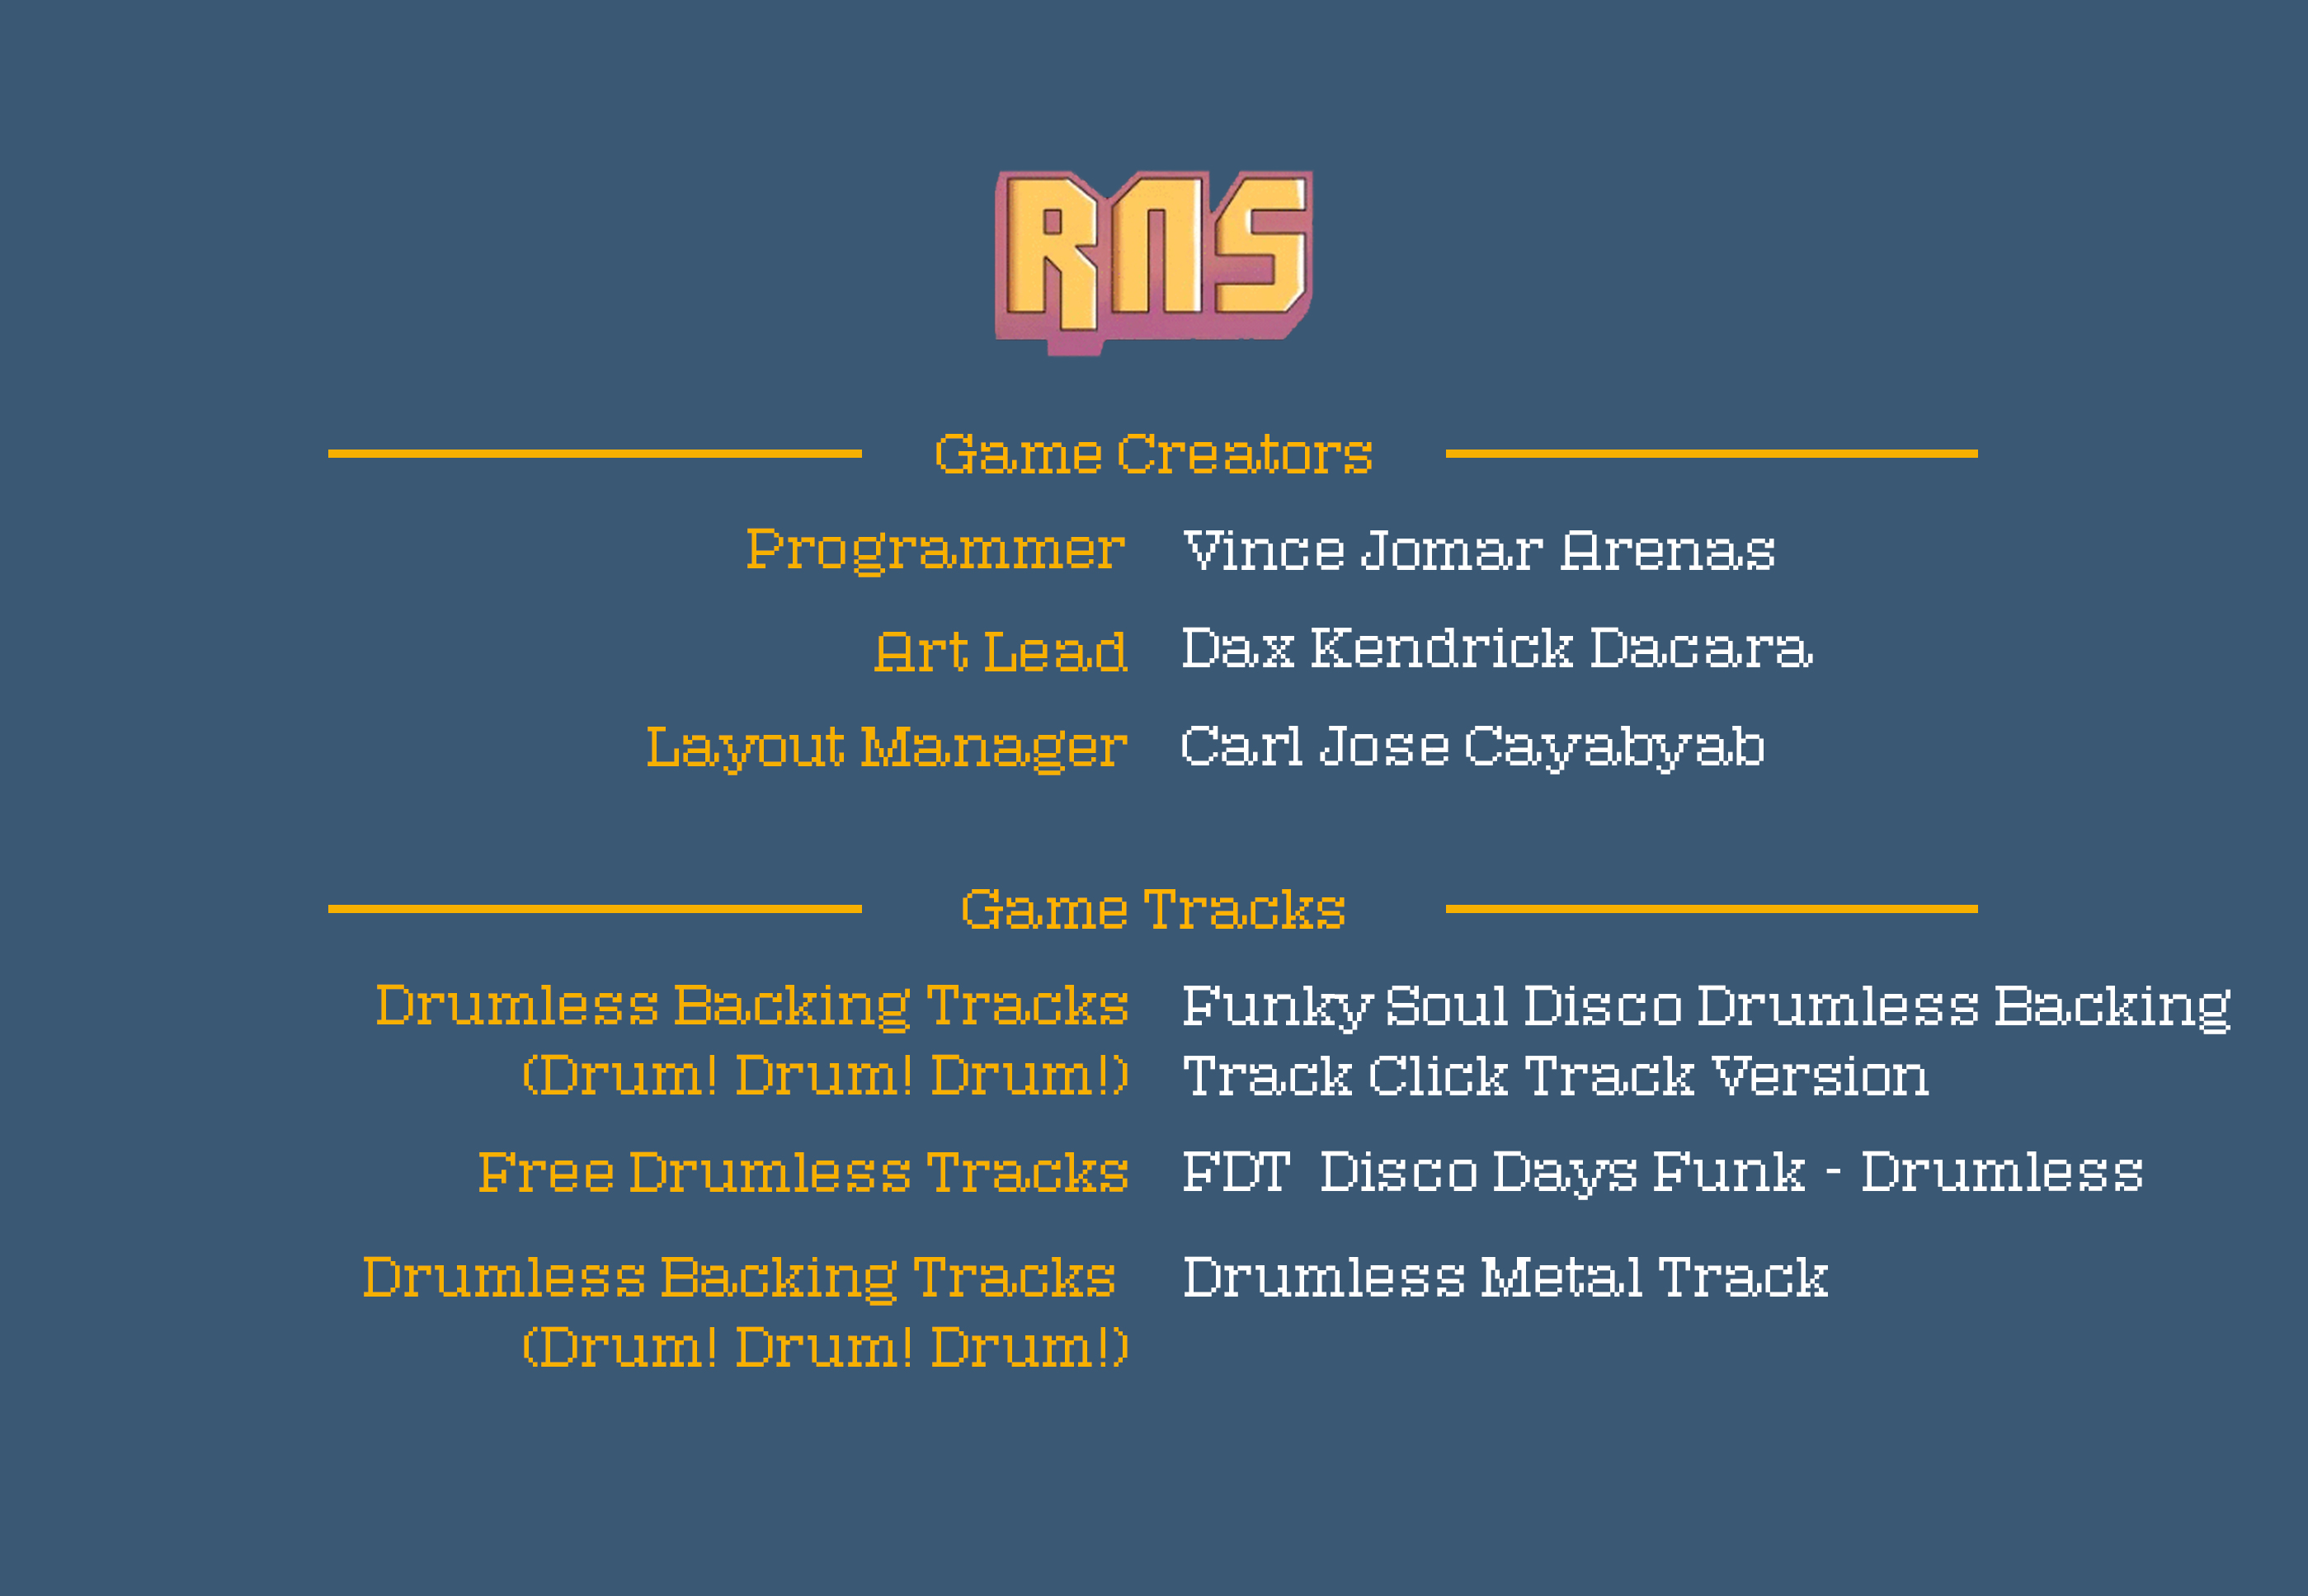 RNS
Game Creators
Programmer Vince Jomar Arenas
Art Lead Dax Kendrick Dacara
Layout Manager Carl Jose Cayabyab
Game Tracks
Drumless Backing Tracks Funky Soul Disco Drumless Backing
(Drum! Drum! Drum!) Track Click Track Version
Free Drumless Tracks FDT Disco Days Funk - Drumless
Drumless Backing Tracks Drumless Metal Track
(Drum! Drum! Drum!)